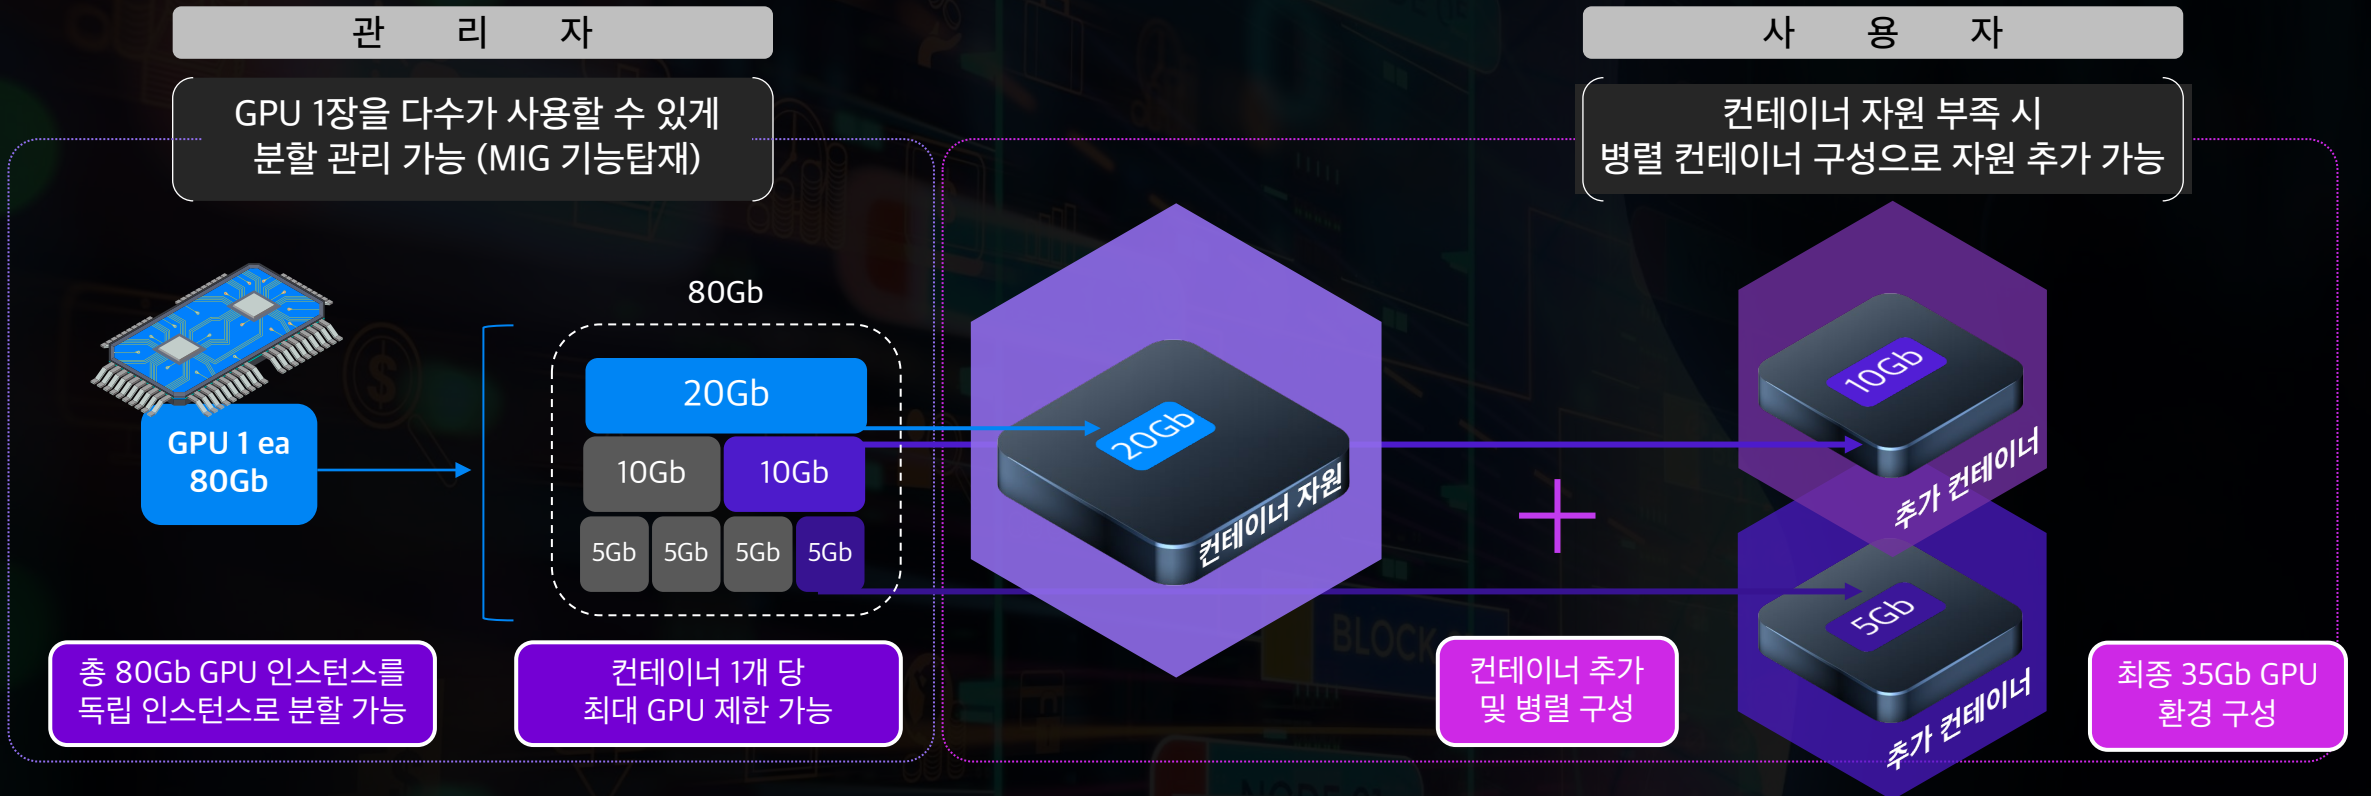 관 리 자
GPU 1장을 다수가 사용할 수 있게
분할 관리 가능 (MIG 기능탑재)
GPU 1 ea
80Gb
80Gb
20Gb
10Gb
10Gb
5Gb
5Gb
5Gb
5Gb
총 80Gb GPU 인스턴스를
독립 인스턴스로 분할 가능
컨테이너 1개 당
최대 GPU 제한 가능
사 용 자
컨테이너 자원 부족 시
병렬 컨테이너 구성으로 자원 추가 가능
20Gb
컨테이너 자원
10Gb
추가 컨테이너
5Gb
추가 컨테이너
컨테이너 추가
및 병렬 구성
최종 35Gb GPU
환경 구성
BLOCK